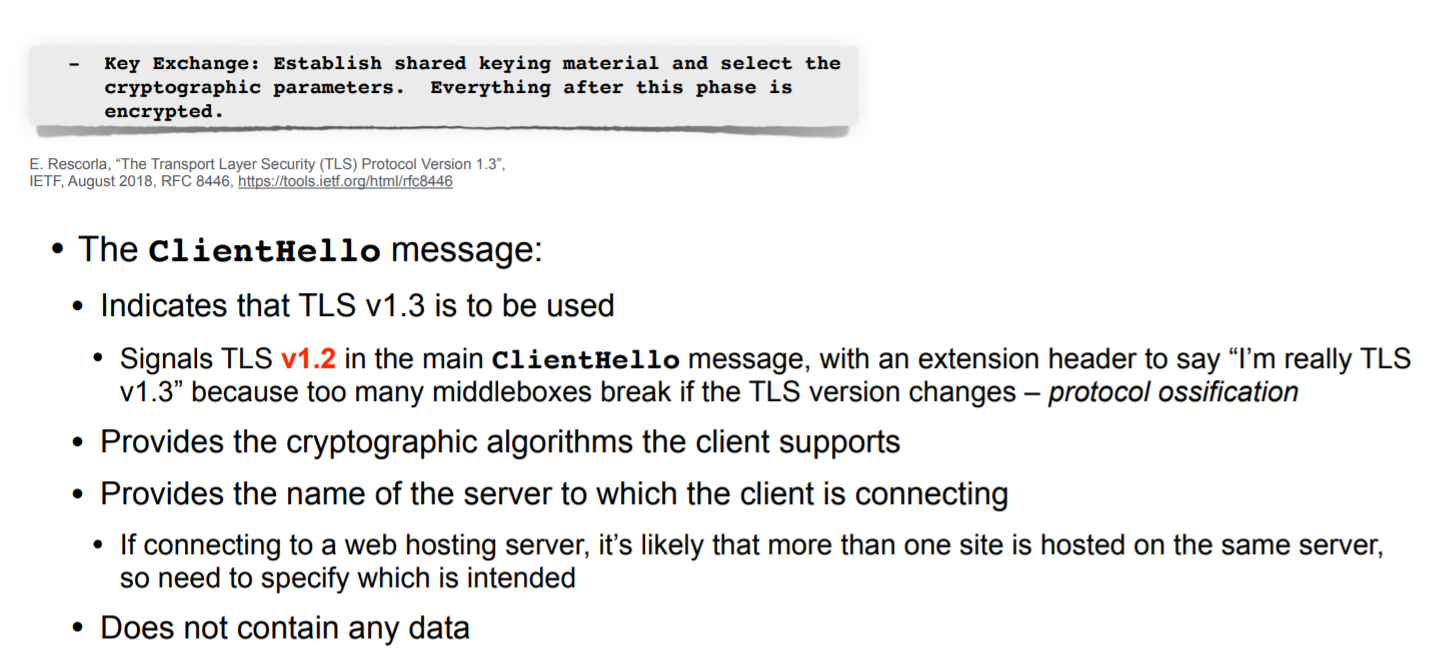 - Key Exchange: Establish shared keying material and select the
cryptographic parameters. Everything after this phase is
encrypted.
E. Rescorla, “The Transport Layer Security (TLS) Protocol Version 1.3”,
IETF, August 2018, RFC 8446, https://tools.ietf.org/html/rfc8446
• The ClientHello message:
• Indicates that TLS v1.3 is to be used
• Signals TLS v1.2 in the main ClientHello message, with an extension header to say “I’m really TLS
v1.3” because too many middleboxes break if the TLS version changes – protocol ossification
• Provides the cryptographic algorithms the client supports
• Provides the name of the server to which the client is connecting
• If connecting to a web hosting server, it’s likely that more than one site is hosted on the same server,
so need to specify which is intended
• Does not contain any data